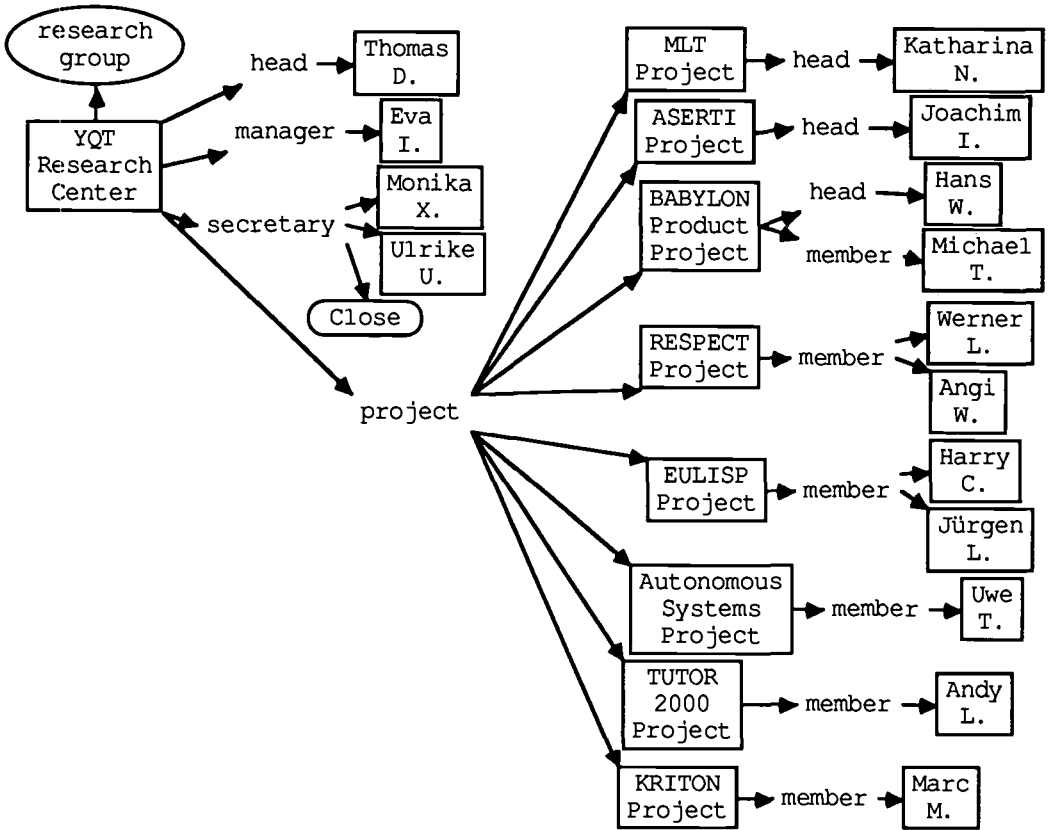 research
group
YQT
Research
Center
head
Thomas
D.
manager
Eva
I.
secretary
Monika
X.
Ulrike
U.
Close
project
MLT
Project
head
Katharina
N.
ASERTI
Project
head
Joachim
I.
BABYLON
Product
Project
head
Hans
W.
member
Michael
T.
RESPECT
Project
member
Werner
L.
Angi
W.
EULISP
Project
member
Harry
C.
Jürgen
L.
Autonomous
Systems
Project
member
Uwe
T.
TUTOR
2000
Project
member
Andy
L.
KRITON
Project
member
Marc
M.